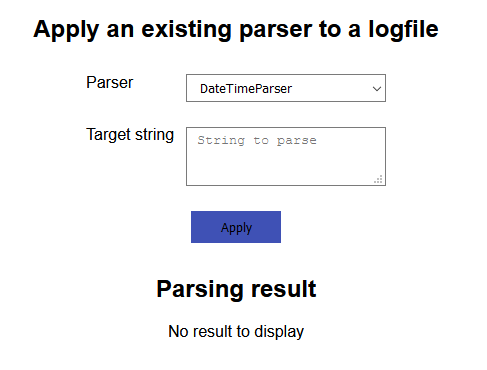 Apply an existing parser to a logfile
Parser
DateTimeParser
Target string
String to parse
Apply
Parsing result
No result to display